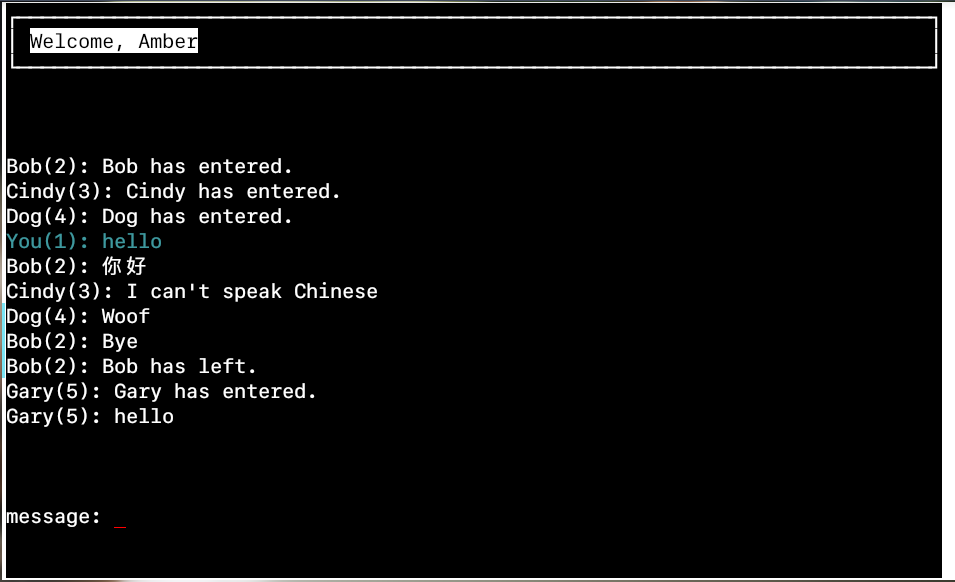 Welcome, Amber
Bob(2): Bob has entered.
Cindy(3): Cindy has entered.
Dog(4): Dog has entered.
You(1): hello
Bob(2): 你好
Cindy(3): I can't speak Chinese
Dog(4): Woof
Bob(2): Bye
Bob(2): Bob has left.
Gary(5): Gary has entered.
Gary(5): hello
message: _